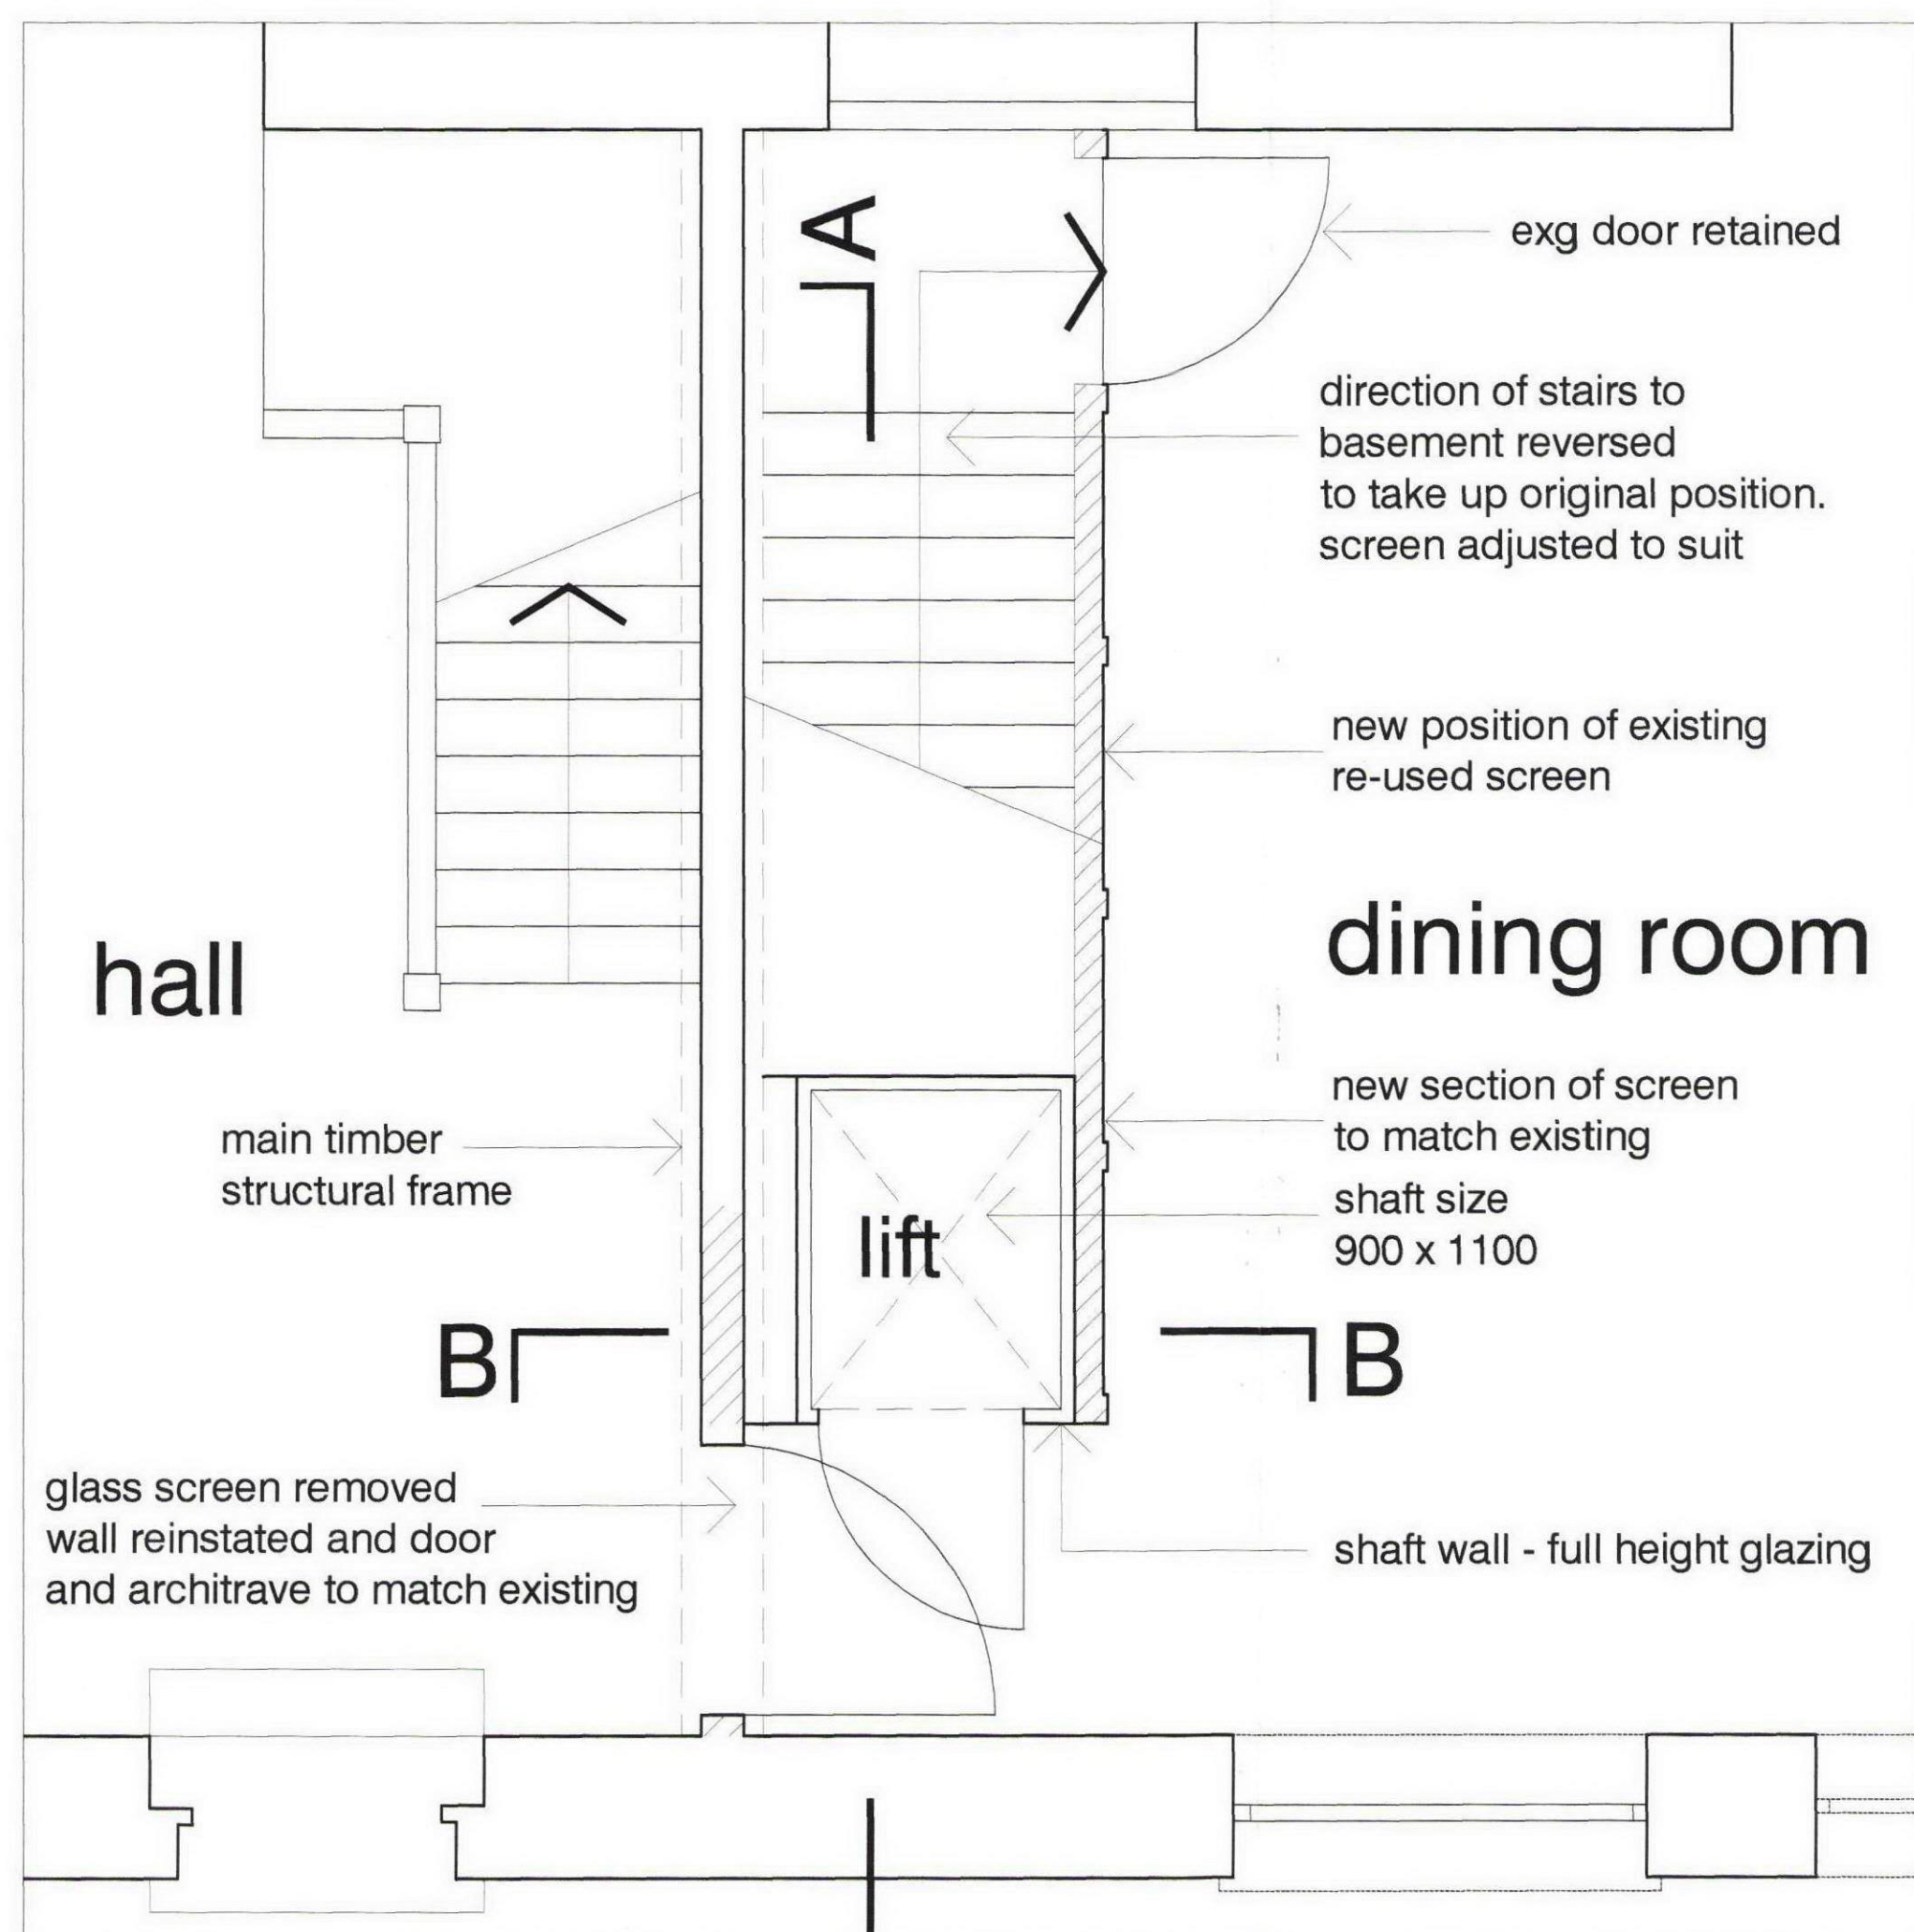 A
exg door retained
direction of stairs to
basement reversed
to take up original position.
screen adjusted to suit
new position of existing
re-used screen
hall
dining room
new section of screen
to match existing
main timber
structural frame
shaft size
900 x 1100
lift
B
B
glass screen removed
wall reinstated and door
and architrave to match existing
shaft wall - full height glazing